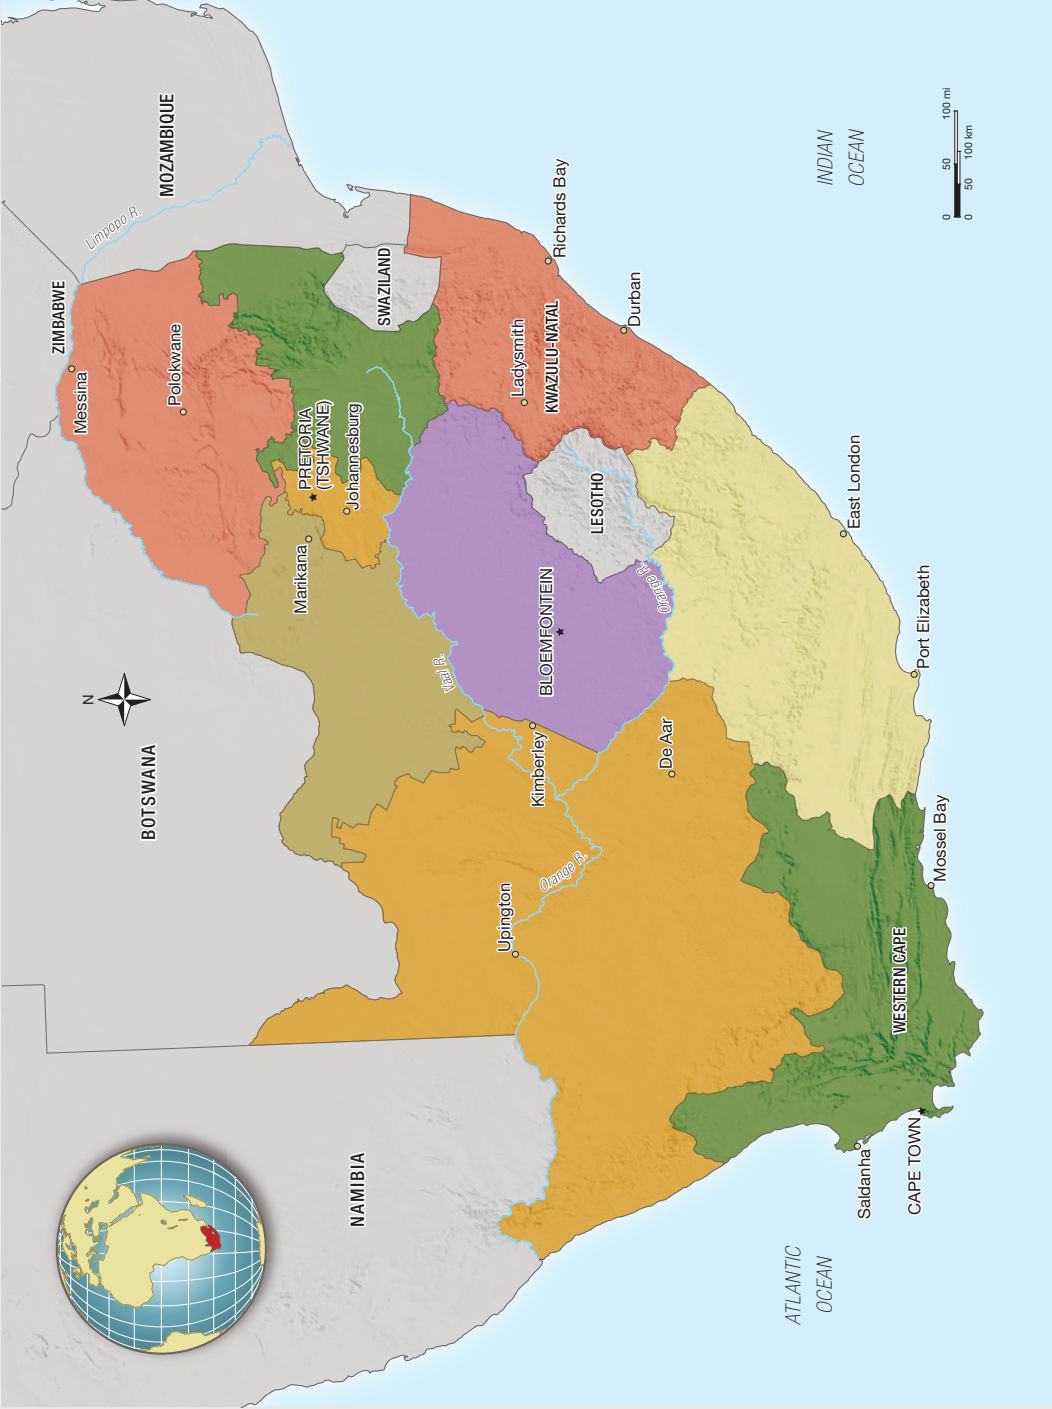 ZIMBABWE
MOZAMBIQUE
Limpopo R.
Messina
Polokwane
N
BOTSWANA
PRETORIA
(TSHWANE)
Johannesburg
Marikana
SWAZILAND
Vaal R.
NAMIBIA
Upington
Orange R.
Kimberley
BLOEMFONTEIN
Ladysmith
KWAZULU-NATAL
Richards Bay
Durban
LESOTHO
Orange R.
De Aar
ATLANTIC
OCEAN
INDIAN
OCEAN
East London
Port Elizabeth
Mossel Bay
WESTERN CAPE
Saldanha
CAPE TOWN
0 50 100 mi
0 50 100 km